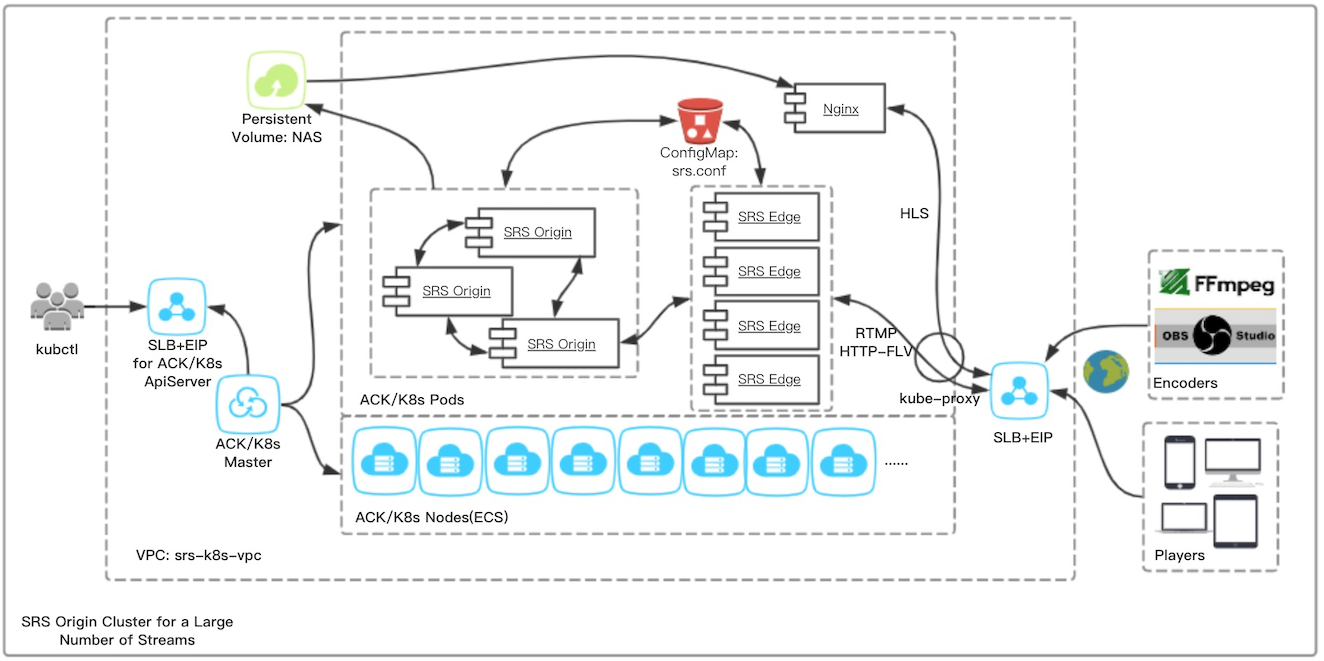 Persistent
Volume: NAS
Nginx
ConfigMap:
srs.conf
SRS Origin
SRS Origin
SRS Origin
SRS Edge
SRS Edge
SRS Edge
SRS Edge
HLS
RTMP
HTTP-FLV
kube-proxy
FFmpeg
OBS Studio
Encoders
kubctl
SLB+EIP
for ACK/K8s
ApiServer
ACK/K8s
Master
ACK/K8s Pods
SLB+EIP
......
ACK/K8s Nodes(ECS)
Players
VPC: srs-k8s-vpc
SRS Origin Cluster for a Large
Number of Streams